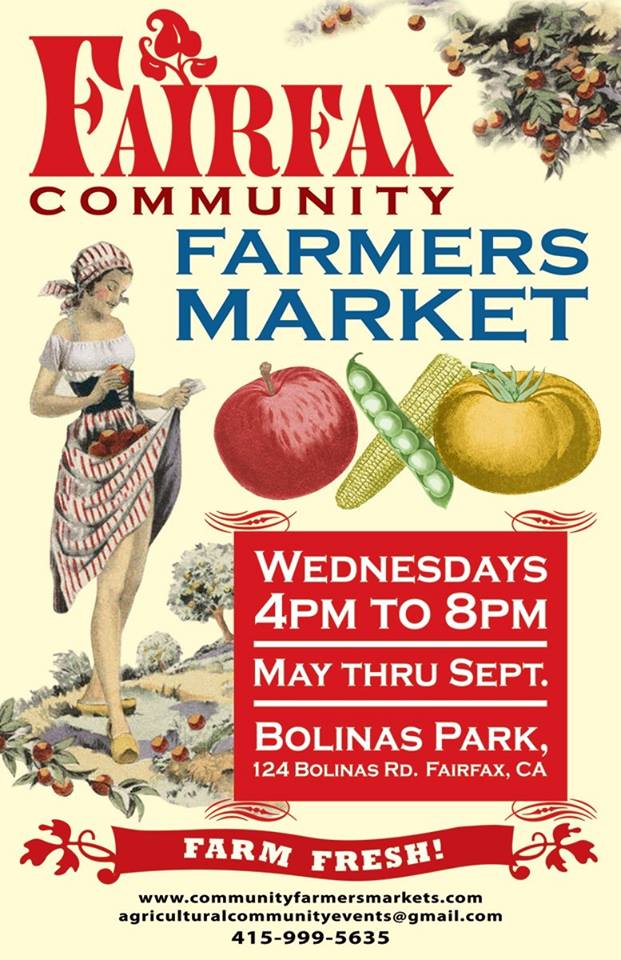 FAIRFAX
COMMUNITY
FARMERS
MARKET
WEDNESDAYS
4PM TO 8PM
MAY THRU SEPT.
BOLINAS PARK,
124 BOLINAS RD. FAIRFAX, CA
FARM FRESH!
www.communityfarmersmarkets.com
agriculturalcommunityevents@gmail.com
415-999-5635